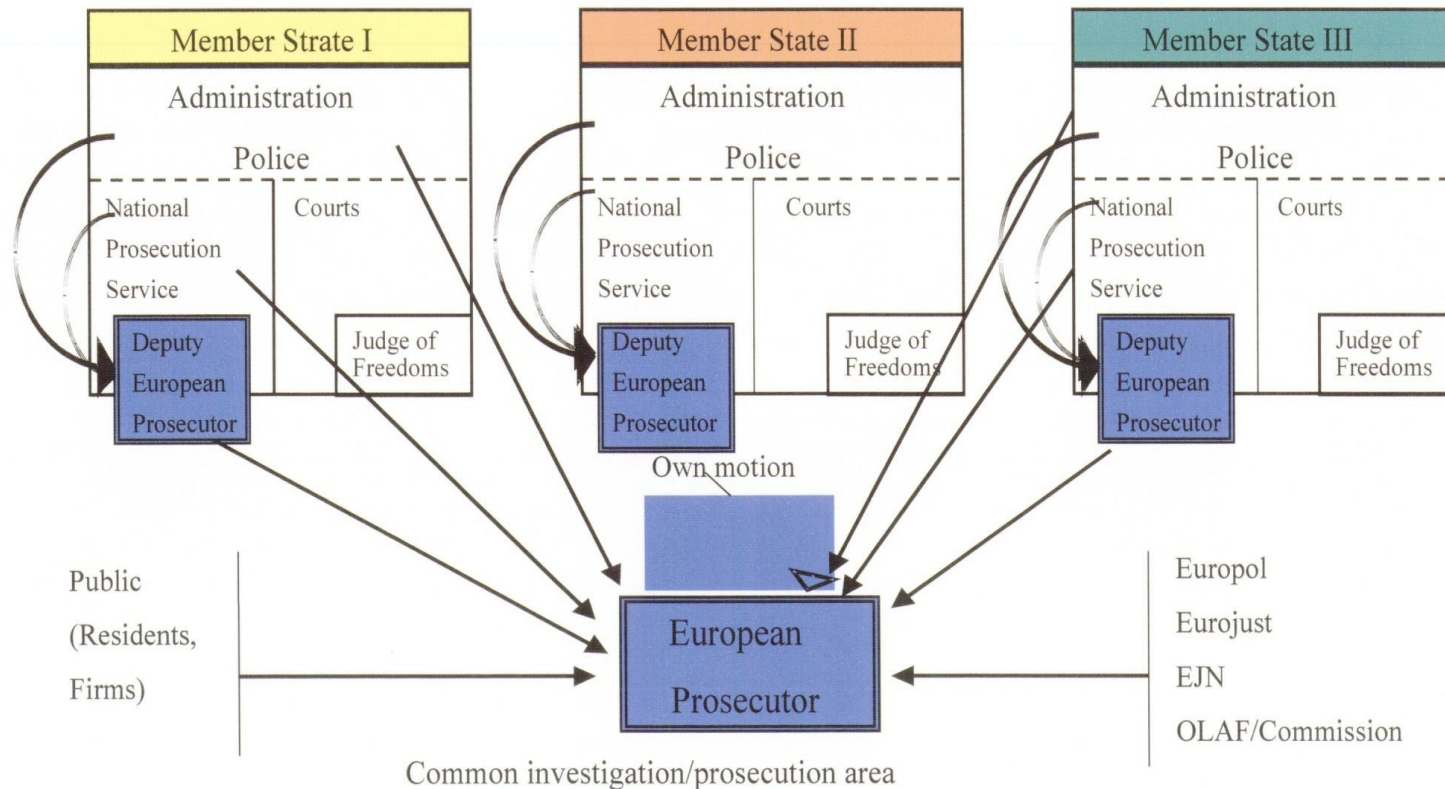 Member Strate I
Administration
Police
National
Prosecution
Service
Courts
Deputy
European
Prosecutor
Judge of
Freedoms
Member State II
Administration
Police
National
Prosecution
Service
Courts
Deputy
European
Prosecutor
Judge of
Freedoms
Member State III
Administration
Police
National
Prosecution
Service
Courts
Deputy
European
Prosecutor
Judge of
Freedoms
Own motion
Public
(Residents,
Firms)
European
Prosecutor
Europol
Eurojust
EJN
OLAF/Commission
Common investigation/prosecution area